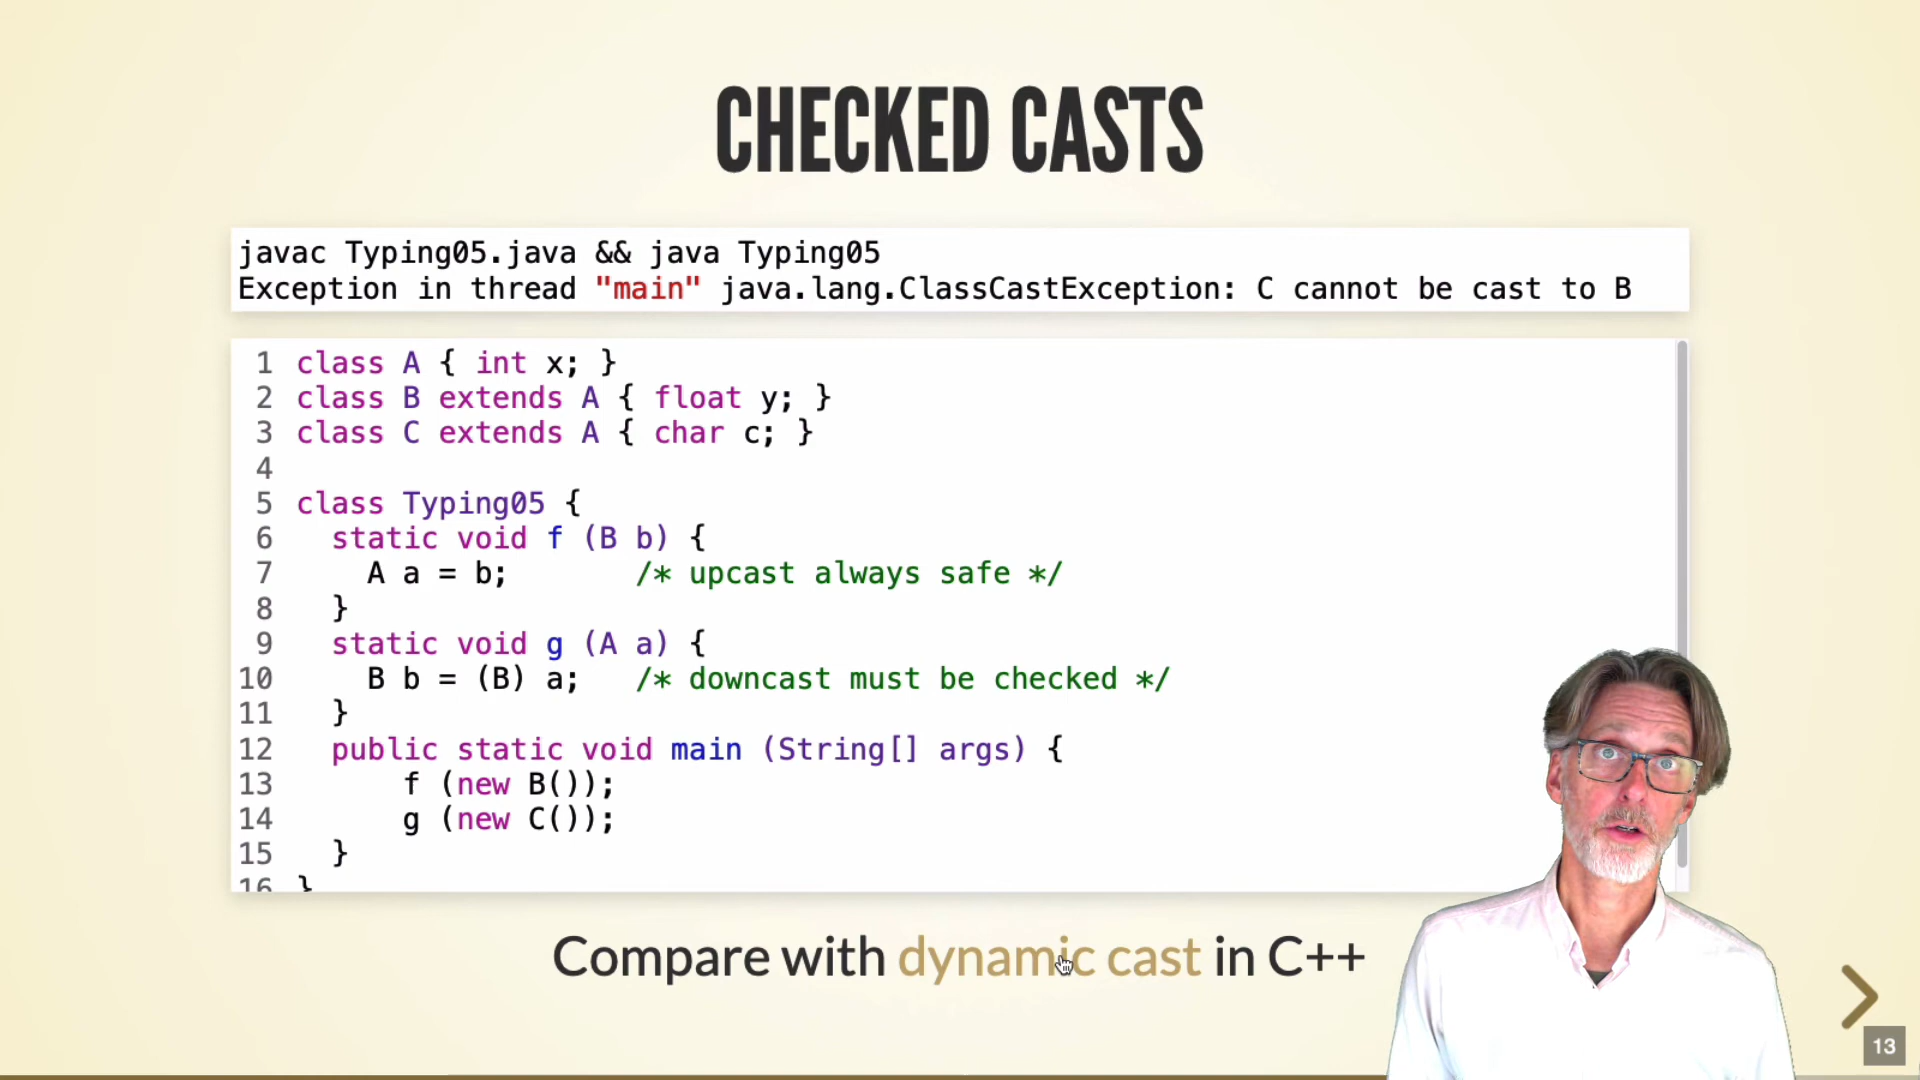 CHECKED CASTS
javac Typing05.java && java Typing05
Exception in thread "main" java.lang.ClassCastException: C cannot be cast to B
1 class A { int x; }
2 class B extends A { float y; }
3 class C extends A { char c; }
4
5 class Typing05 {
6 static void f (B b) {
7 A a = b; /* upcast always safe */
8 }
9 static void g (A a) {
10 B b = (B) a; /* downcast must be checked */
11 }
12 public static void main (String[] args) {
13 f (new B());
14 g (new C());
15 }
16 }
Compare with dynamic cast in C++
13